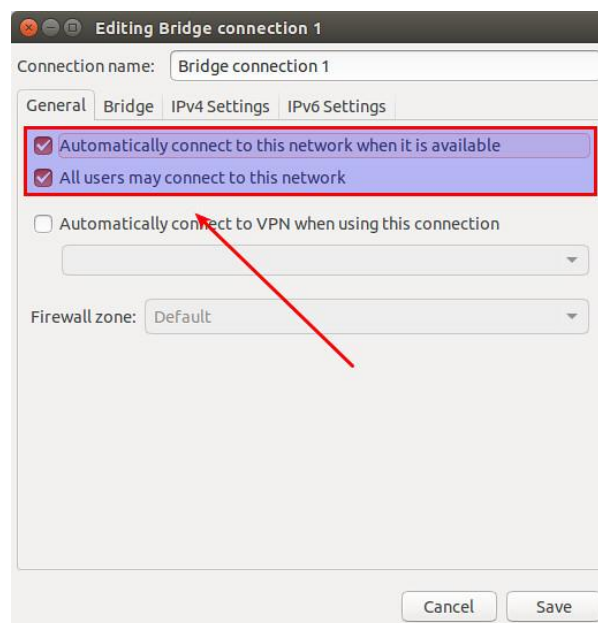 Editing Bridge connection 1
Connection name: Bridge connection 1
General Bridge IPv4 Settings IPv6 Settings
Automatically connect to this network when it is available
All users may connect to this network
Automatically connect to VPN when using this connection
Firewall zone: Default
Cancel Save